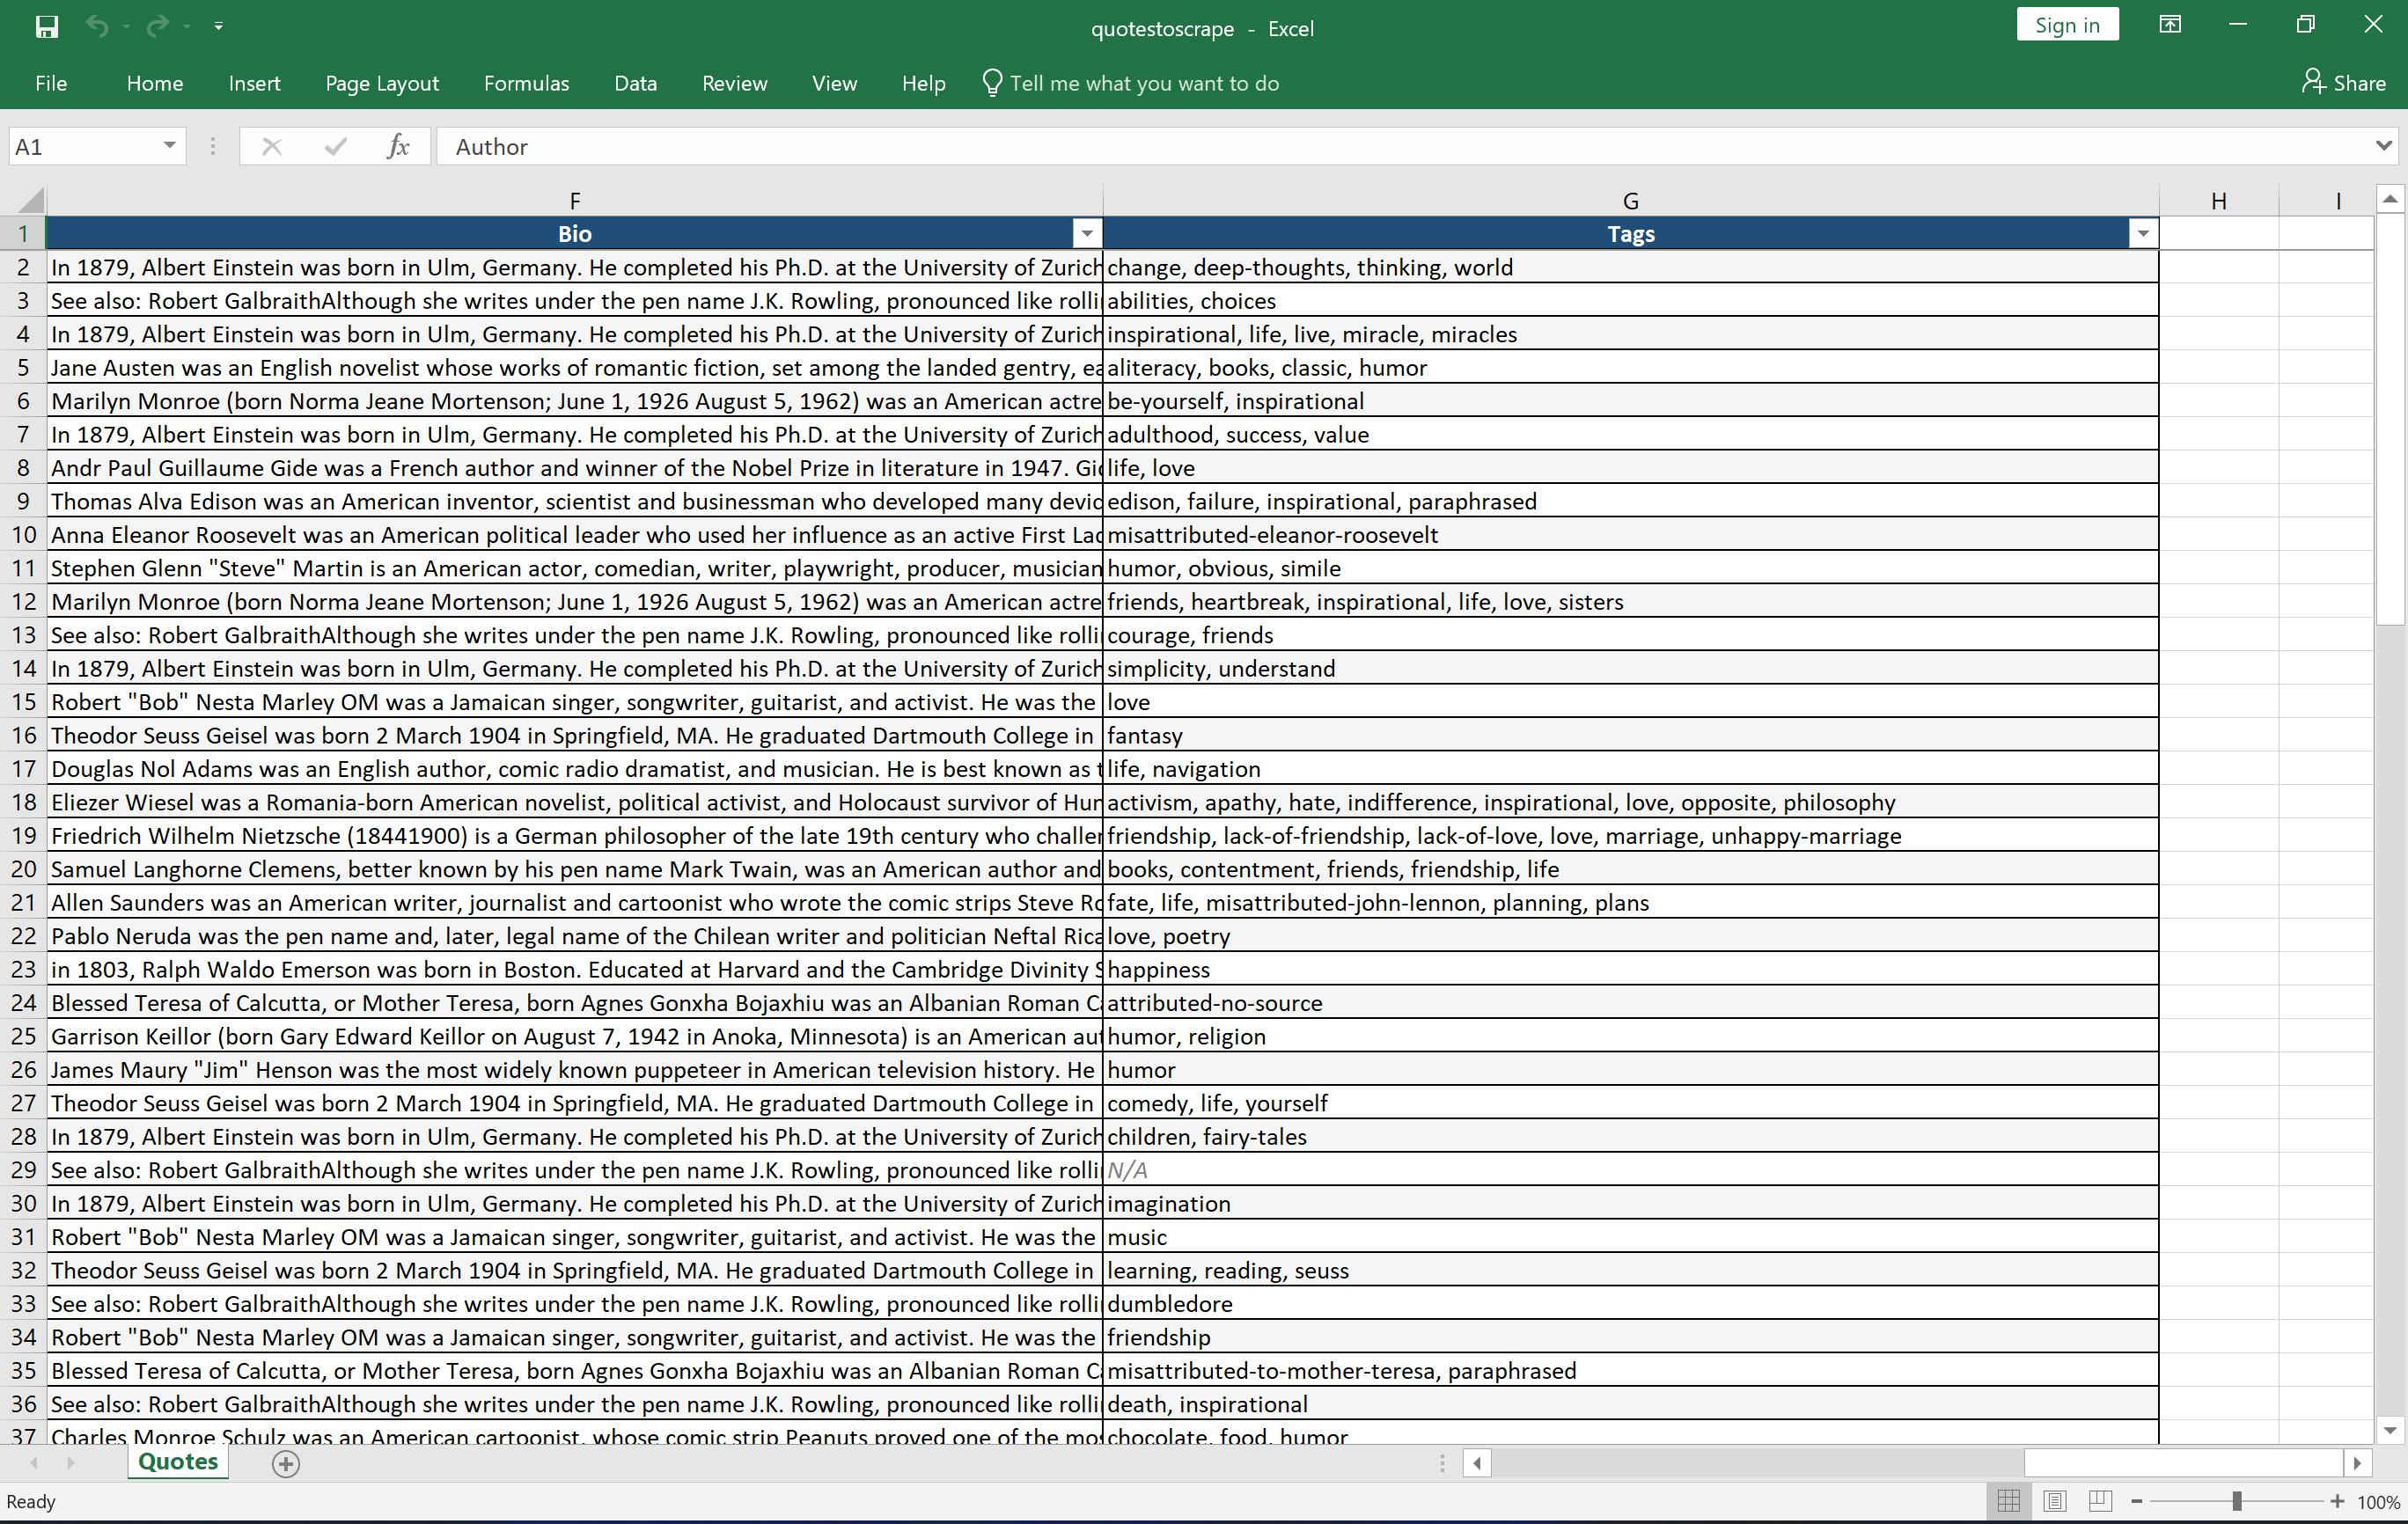 quotestoscrape - Excel
Sign in
File Home Insert Page Layout Formulas Data Review View Help Tell me what you want to do Share
A1 fx Author
F G H I
1 Bio Tags
2 In 1879, Albert Einstein was born in Ulm, Germany. He completed his Ph.D. at the University of Zurich change, deep-thoughts, thinking, world
3 See also: Robert GalbraithAlthough she writes under the pen name J.K. Rowling, pronounced like rolli abilities, choices
4 In 1879, Albert Einstein was born in Ulm, Germany. He completed his Ph.D. at the University of Zurich inspirational, life, live, miracle, miracles
5 Jane Austen was an English novelist whose works of romantic fiction, set among the landed gentry, ea aliteracy, books, classic, humor
6 Marilyn Monroe (born Norma Jeane Mortenson; June 1, 1926 August 5, 1962) was an American actre be-yourself, inspirational
7 In 1879, Albert Einstein was born in Ulm, Germany. He completed his Ph.D. at the University of Zurich adulthood, success, value
8 Andr Paul Guillaume Gide was a French author and winner of the Nobel Prize in literature in 1947. Gid life, love
9 Thomas Alva Edison was an American inventor, scientist and businessman who developed many devic edison, failure, inspirational, paraphrased
10 Anna Eleanor Roosevelt was an American political leader who used her influence as an active First Lad misattributed-eleanor-roosevelt
11 Stephen Glenn "Steve" Martin is an American actor, comedian, writer, playwright, producer, musician humor, obvious, simile
12 Marilyn Monroe (born Norma Jeane Mortenson; June 1, 1926 August 5, 1962) was an American actre friends, heartbreak, inspirational, life, love, sisters
13 See also: Robert GalbraithAlthough she writes under the pen name J.K. Rowling, pronounced like rolli courage, friends
14 In 1879, Albert Einstein was born in Ulm, Germany. He completed his Ph.D. at the University of Zurich simplicity, understand
15 Robert "Bob" Nesta Marley OM was a Jamaican singer, songwriter, guitarist, and activist. He was the love
16 Theodor Seuss Geisel was born 2 March 1904 in Springfield, MA. He graduated Dartmouth College in fantasy
17 Douglas Nol Adams was an English author, comic radio dramatist, and musician. He is best known as t life, navigation
18 Eliezer Wiesel was a Romania-born American novelist, political activist, and Holocaust survivor of Hun activism, apathy, hate, indifference, inspirational, love, opposite, philosophy
19 Friedrich Wilhelm Nietzsche (18441900) is a German philosopher of the late 19th century who challen friendship, lack-of-friendship, lack-of-love, love, marriage, unhappy-marriage
20 Samuel Langhorne Clemens, better known by his pen name Mark Twain, was an American author and books, contentment, friends, friendship, life
21 Allen Saunders was an American writer, journalist and cartoonist who wrote the comic strips Steve Ro fate, life, misattributed-john-lennon, planning, plans
22 Pablo Neruda was the pen name and, later, legal name of the Chilean writer and politician Neftal Rica love, poetry
23 in 1803, Ralph Waldo Emerson was born in Boston. Educated at Harvard and the Cambridge Divinity S happiness
24 Blessed Teresa of Calcutta, or Mother Teresa, born Agnes Gonxha Bojaxhiu was an Albanian Roman Ca attributed-no-source
25 Garrison Keillor (born Gary Edward Keillor on August 7, 1942 in Anoka, Minnesota) is an American aut humor, religion
26 James Maury "Jim" Henson was the most widely known puppeteer in American television history. He humor
27 Theodor Seuss Geisel was born 2 March 1904 in Springfield, MA. He graduated Dartmouth College in comedy, life, yourself
28 In 1879, Albert Einstein was born in Ulm, Germany. He completed his Ph.D. at the University of Zurich children, fairy-tales
29 See also: Robert GalbraithAlthough she writes under the pen name J.K. Rowling, pronounced like rolli N/A
30 In 1879, Albert Einstein was born in Ulm, Germany. He completed his Ph.D. at the University of Zurich imagination
31 Robert "Bob" Nesta Marley OM was a Jamaican singer, songwriter, guitarist, and activist. He was the music
32 Theodor Seuss Geisel was born 2 March 1904 in Springfield, MA. He graduated Dartmouth College in learning, reading, seuss
33 See also: Robert GalbraithAlthough she writes under the pen name J.K. Rowling, pronounced like rolli dumbledore
34 Robert "Bob" Nesta Marley OM was a Jamaican singer, songwriter, guitarist, and activist. He was the friendship
35 Blessed Teresa of Calcutta, or Mother Teresa, born Agnes Gonxha Bojaxhiu was an Albanian Roman Ca misattributed-to-mother-teresa, paraphrased
36 See also: Robert GalbraithAlthough she writes under the pen name J.K. Rowling, pronounced like rolli death, inspirational
37 Charles Monroe Schulz was an American cartoonist, whose comic strip Peanuts proved one of the mos chocolate, food, humor
Quotes
Ready 100%